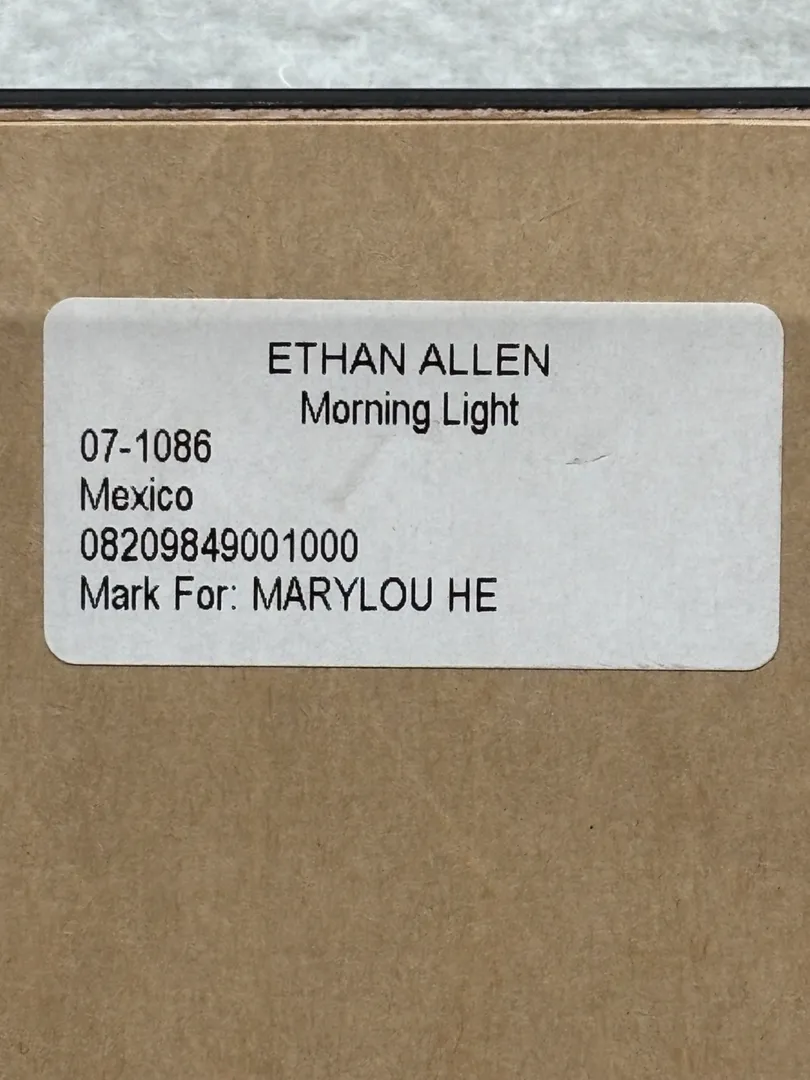 ETHAN ALLEN
Morning Light
07-1086
Mexico
08209849001000
Mark For: MARYLOU HE